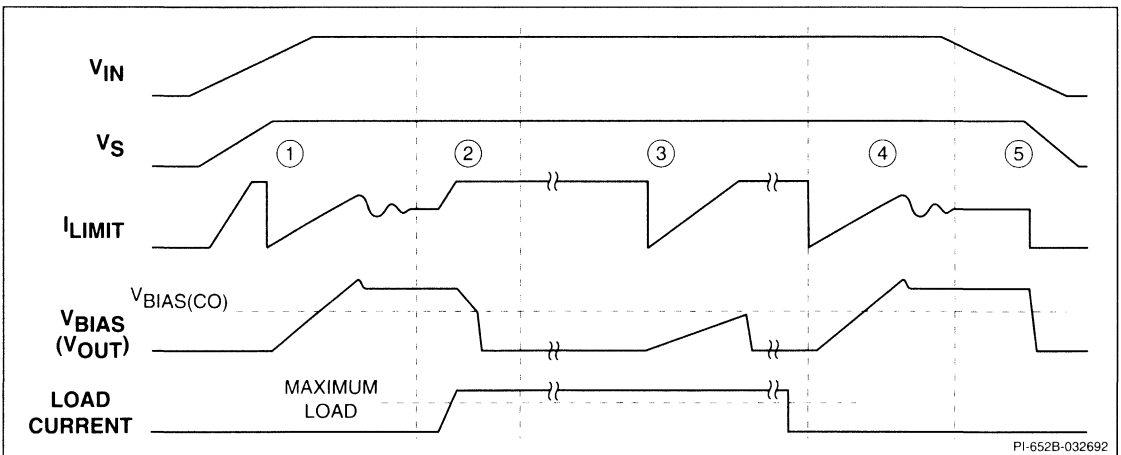 VIN
VS
1
2
3
4
5
ILIMIT
VBIAS(CO)
VBIAS
(VOUT)
MAXIMUM
LOAD
LOAD
CURRENT
PI-652B-032692